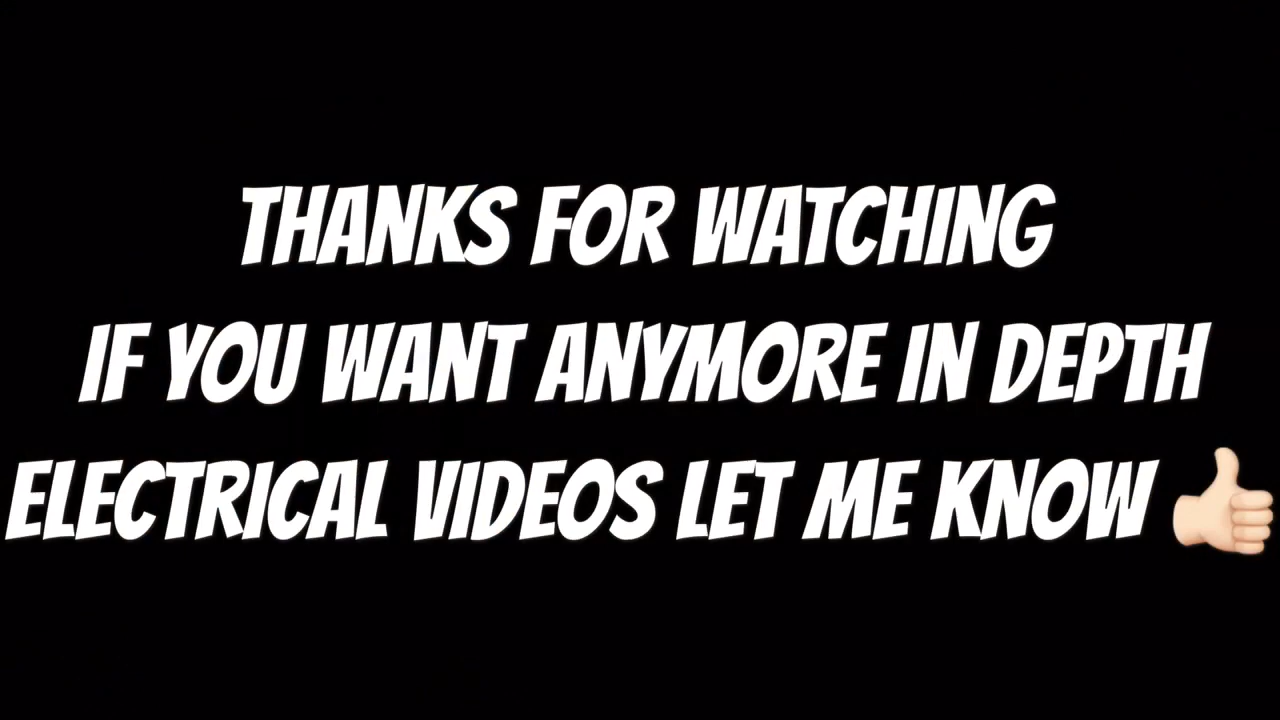 THANKS FOR WATCHING
IF YOU WANT ANYMORE IN DEPTH
ELECTRICAL VIDEOS LET ME KNOW 👍🏻